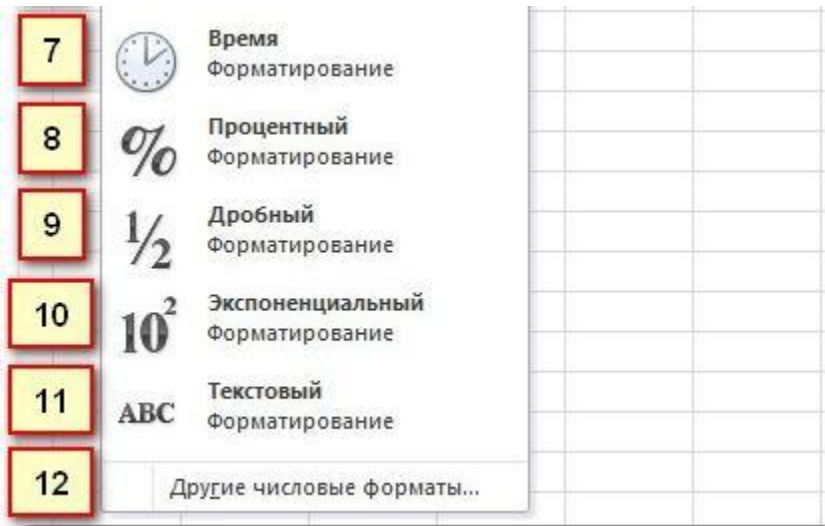 7
Время
Форматирование
8
%
Процентный
Форматирование
9
1/2
Дробный
Форматирование
10
10²
Экспоненциальный
Форматирование
11
ABC
Текстовый
Форматирование
12
Другие числовые форматы...